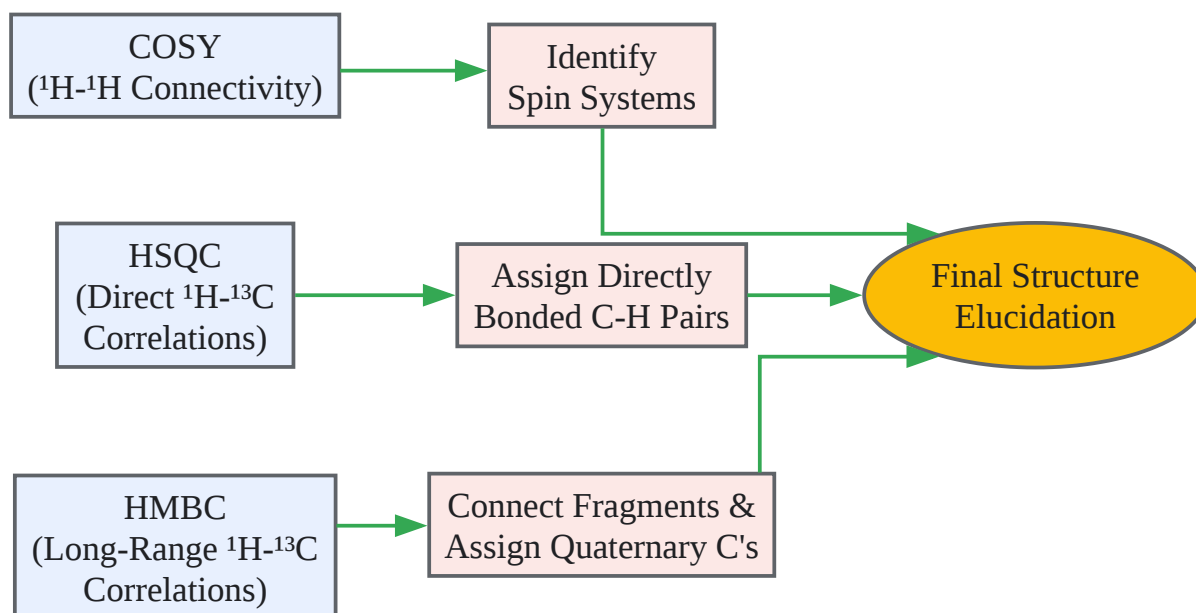 COSY
(¹H-¹H Connectivity)
Identify
Spin Systems
HSQC
(Direct ¹H-¹³C
Correlations)
Assign Directly
Bonded C-H Pairs
Final Structure
Elucidation
HMBC
(Long-Range ¹H-¹³C
Correlations)
Connect Fragments &
Assign Quaternary C's